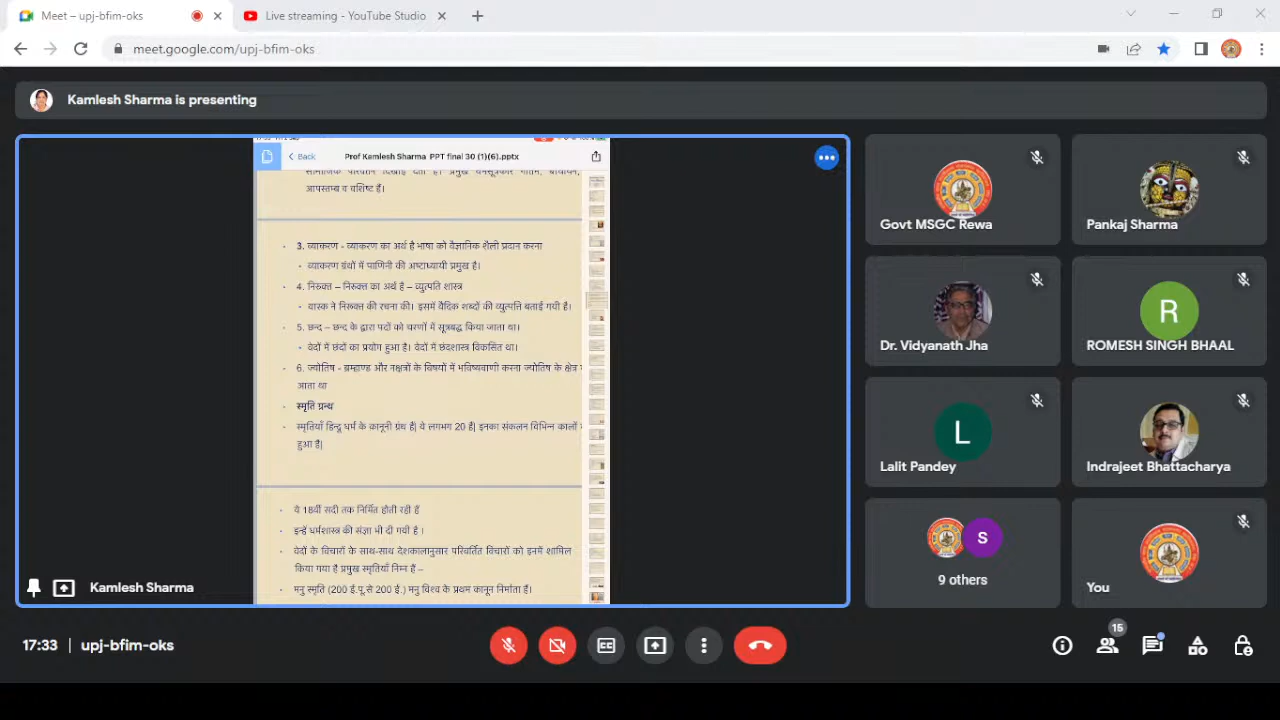 Meet – upj-bfim-oks
Live streaming - YouTube Studio
meet.google.com/upj-bfim-oks
Kamlesh Sharma is presenting
Back
Prof Kamlesh Sharma PPT final 30 (1)(6).pptx
आपस्तम्ब व वशिष्ट हैं।
3. व्याकरण - व्याकरण का अर्थ है भाषा को वैज्ञानिक शैली प्रदान करना
व्याकरण ग्रंथों में पाणिनी की अष्टाध्यायी प्रमुख है।
4. निरुक्त - निरुक्त का अर्थ है – व्युत्पति शास्त्र
की रचना की। इसमें वैदिक शब्दों की व्युत्पत्ति बताई गयी हैं।
5. छन्द – छन्द के द्वारा पदों को चरणों में सूत्रबद्ध किया जाता था।
वेदों में छंदों का प्रयोग हुआ है। वेदों में छंदशास्त्र विकसित था।
6. ज्योतिष – ब्रम्हाण्ड और नक्षत्रों के विषयों में भविष्यवाणी करना ज्योतिष के क्षेत्र
आता था
स्मृति ग्रंथ
स्मृतियाँ हिन्दू धर्म के कानूनी ग्रंथ हैं। ये लगभग 20 हैं। इनका संकलन विभिन्न कालों
हुआ है।
ये 18वीं सदी तक निर्मित होती रही हैं
इन्हें धर्मशास्त्र की संज्ञा भी दी गयी है ।
वेदों की बातों के साथ-साथ देशकालानुसार परिवर्तित विचारों को इनमें शामिल
किया गया है प्रमुख स्मृतियाँ निम्न हैं –
मनु स्मृति (200 ई.पू.से 200 ई.) मनु विश्व के प्रथम कानून निर्माता हैं।
Kamlesh Sharma
Govt MSGC Rewa
Pankaj sharma
Dr. Vidyanath Jha
R
ROMESH SINGH BHAAL
L
Lalit Pandey
Inderjeet Bhattacharya
S
9 others
You
17:33 | upj-bfim-oks
15